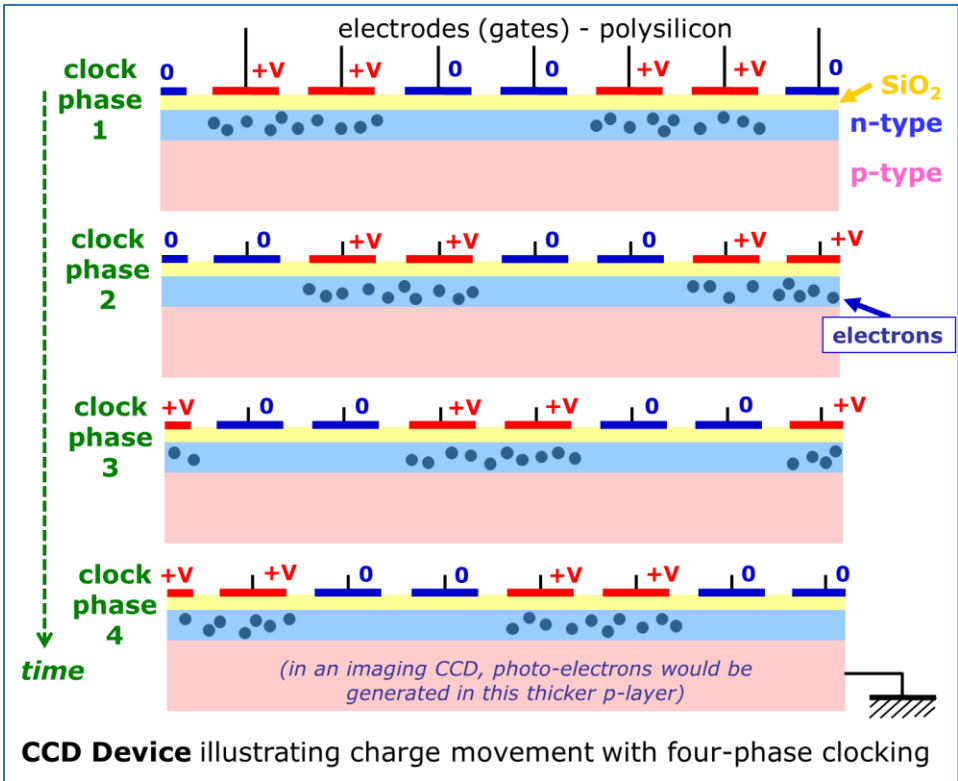 electrodes (gates) - polysilicon
clock
phase
1
0 +V +V 0 0 +V +V 0
SiO₂
n-type
p-type
clock
phase
2
0 0 +V +V 0 0 +V +V
electrons
clock
phase
3
+V 0 0 +V +V 0 0 +V
clock
phase
4
+V +V 0 0 +V +V 0 0
time
(in an imaging CCD, photo-electrons would be
generated in this thicker p-layer)
CCD Device illustrating charge movement with four-phase clocking